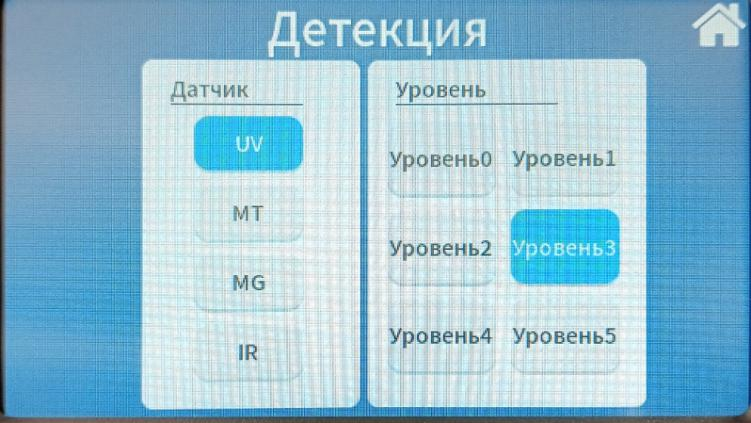 Детекция
Датчик
UV
MT
MG
IR
Уровень
Уровень0 Уровень1
Уровень2 Уровень3
Уровень4 Уровень5